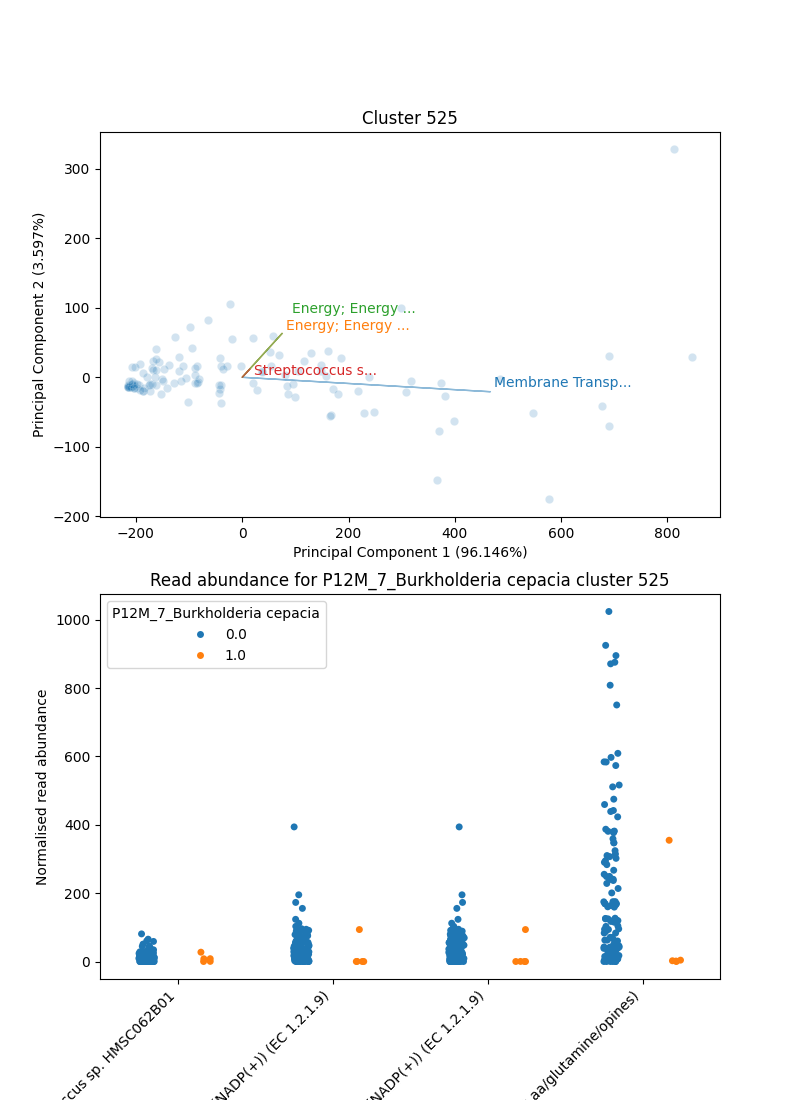 Cluster 525
300
200
100
0
−100
−200
Principal Component 2 (3.597%)
Energy; Energy ...
Energy; Energy ...
Streptococcus s...
Membrane Transp...
−200 0 200 400 600 800
Principal Component 1 (96.146%)
Read abundance for P12M_7_Burkholderia cepacia cluster 525
P12M_7_Burkholderia cepacia
0.0
1.0
1000
800
600
400
200
0
Normalised read abundance
sp. HMSC062B01
(NADP(+)) (EC 1.2.1.9)
(NADP(+)) (EC 1.2.1.9)
aa/glutamine/opines)